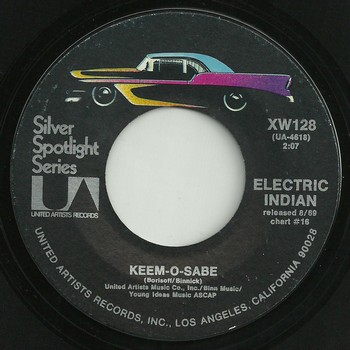 Silver
Spotlight
Series
UA
UNITED ARTISTS RECORDS
XW128
(UA-4618)
2:07
ELECTRIC
INDIAN
released 8/69
chart #16
KEEM-O-SABE
(Borisoff/Binnick)
United Artists Music Co., Inc./Binn Music/
Young Ideas Music ASCAP
UNITED ARTISTS RECORDS, INC., LOS ANGELES, CALIFORNIA 90028